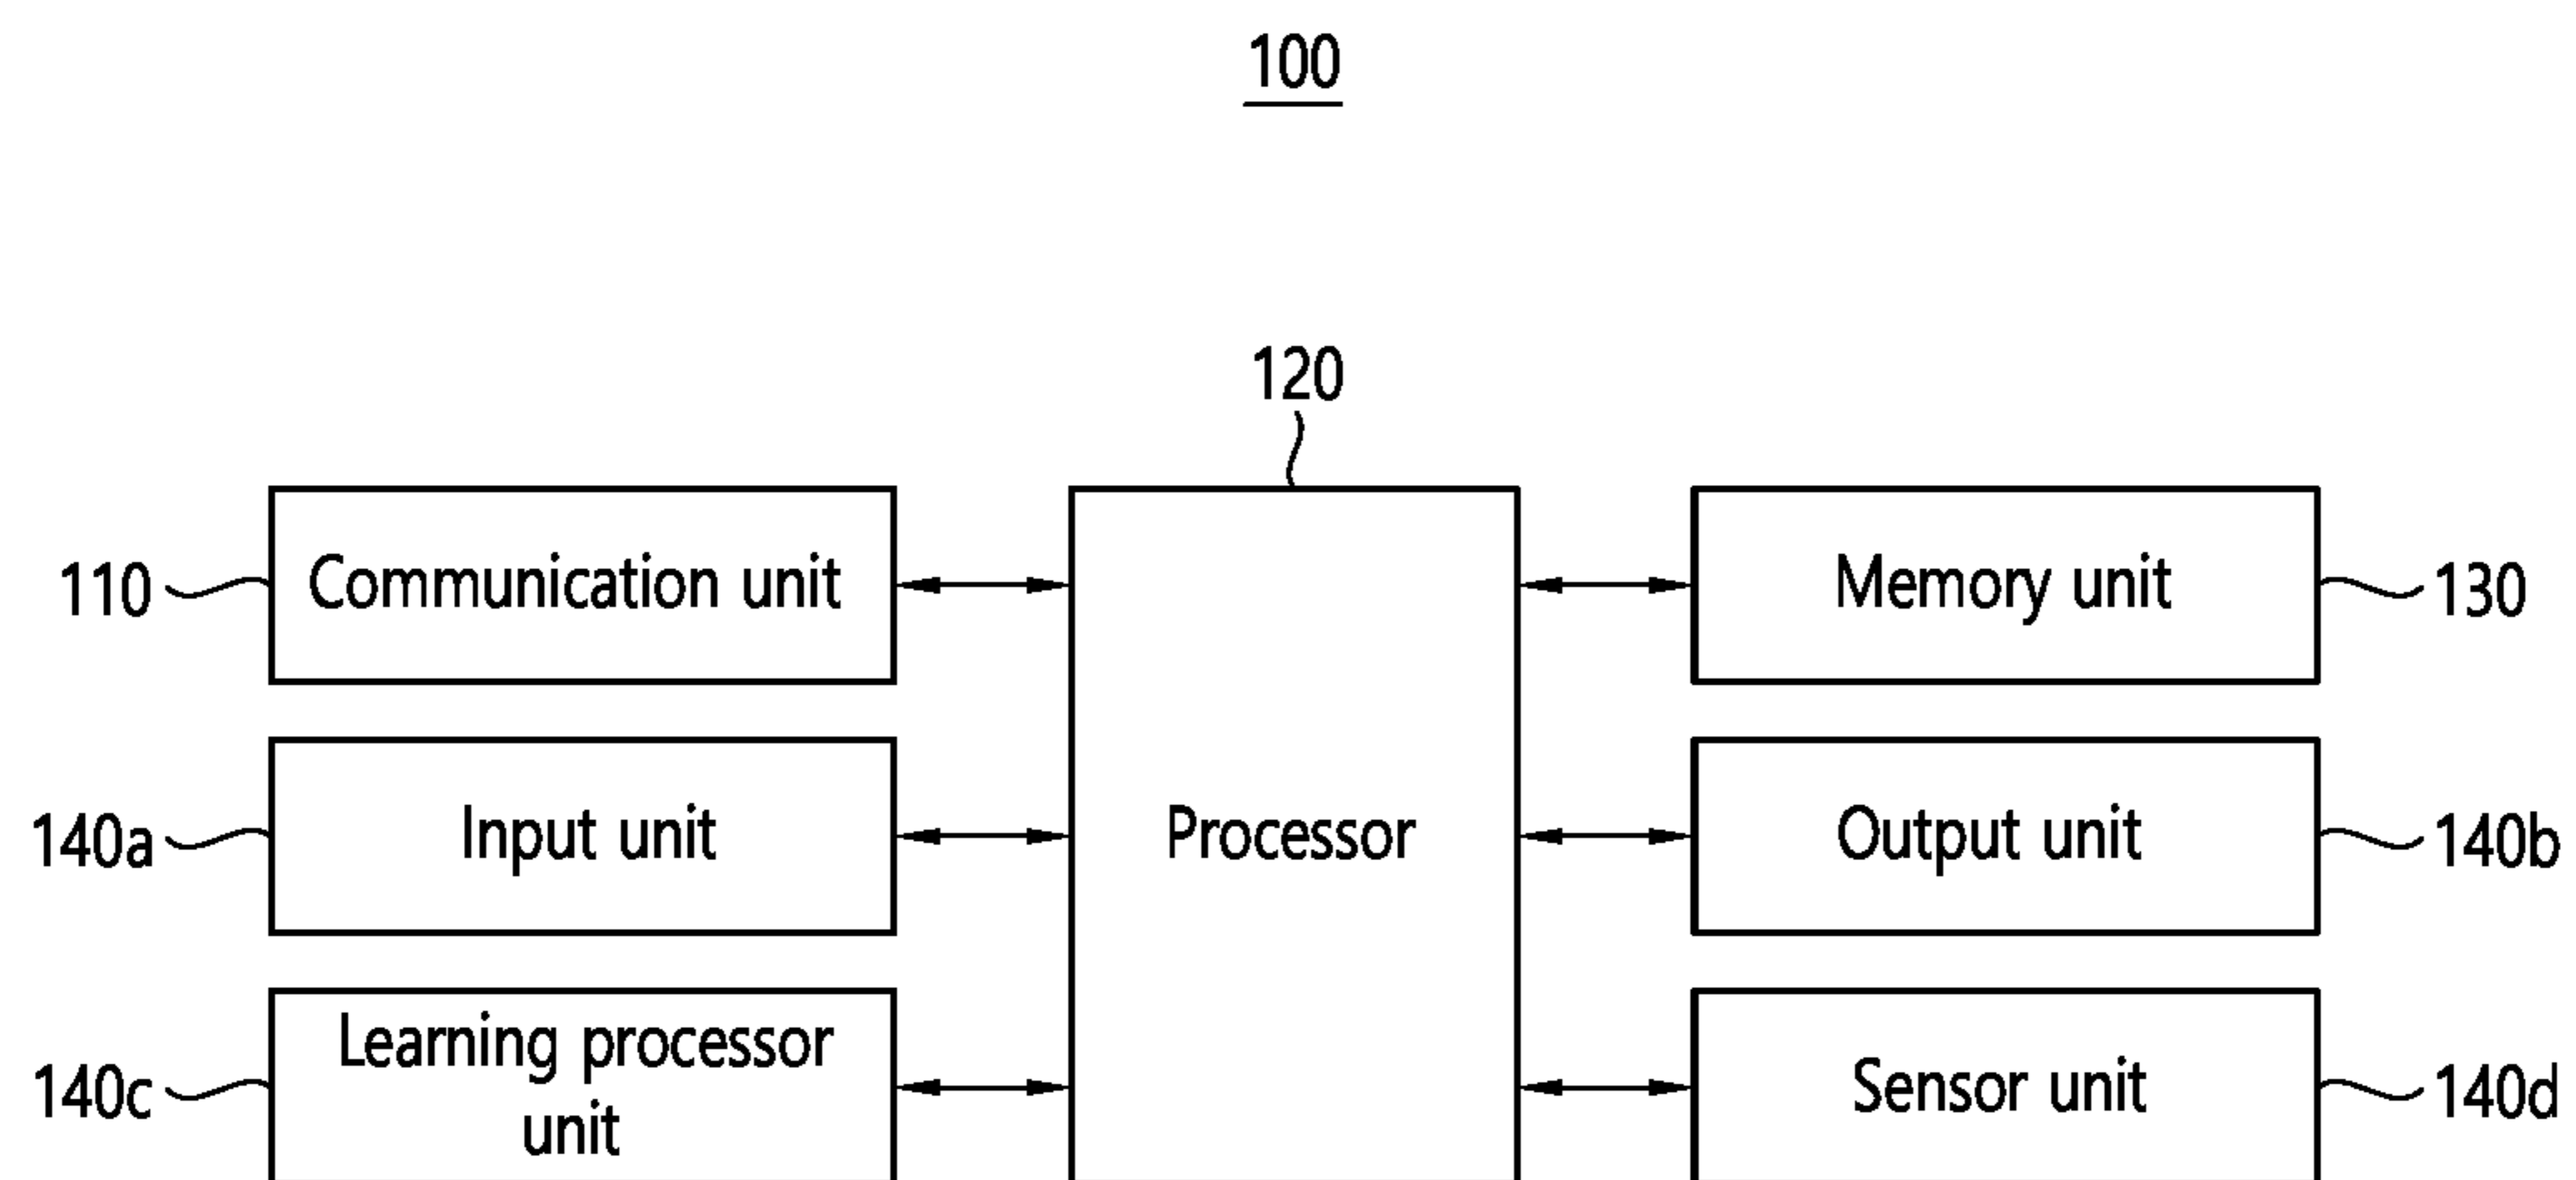 100
120
110
Communication unit
Memory unit
130
140a
Input unit
Processor
Output unit
140b
140c
Learning processor
unit
Sensor unit
140d